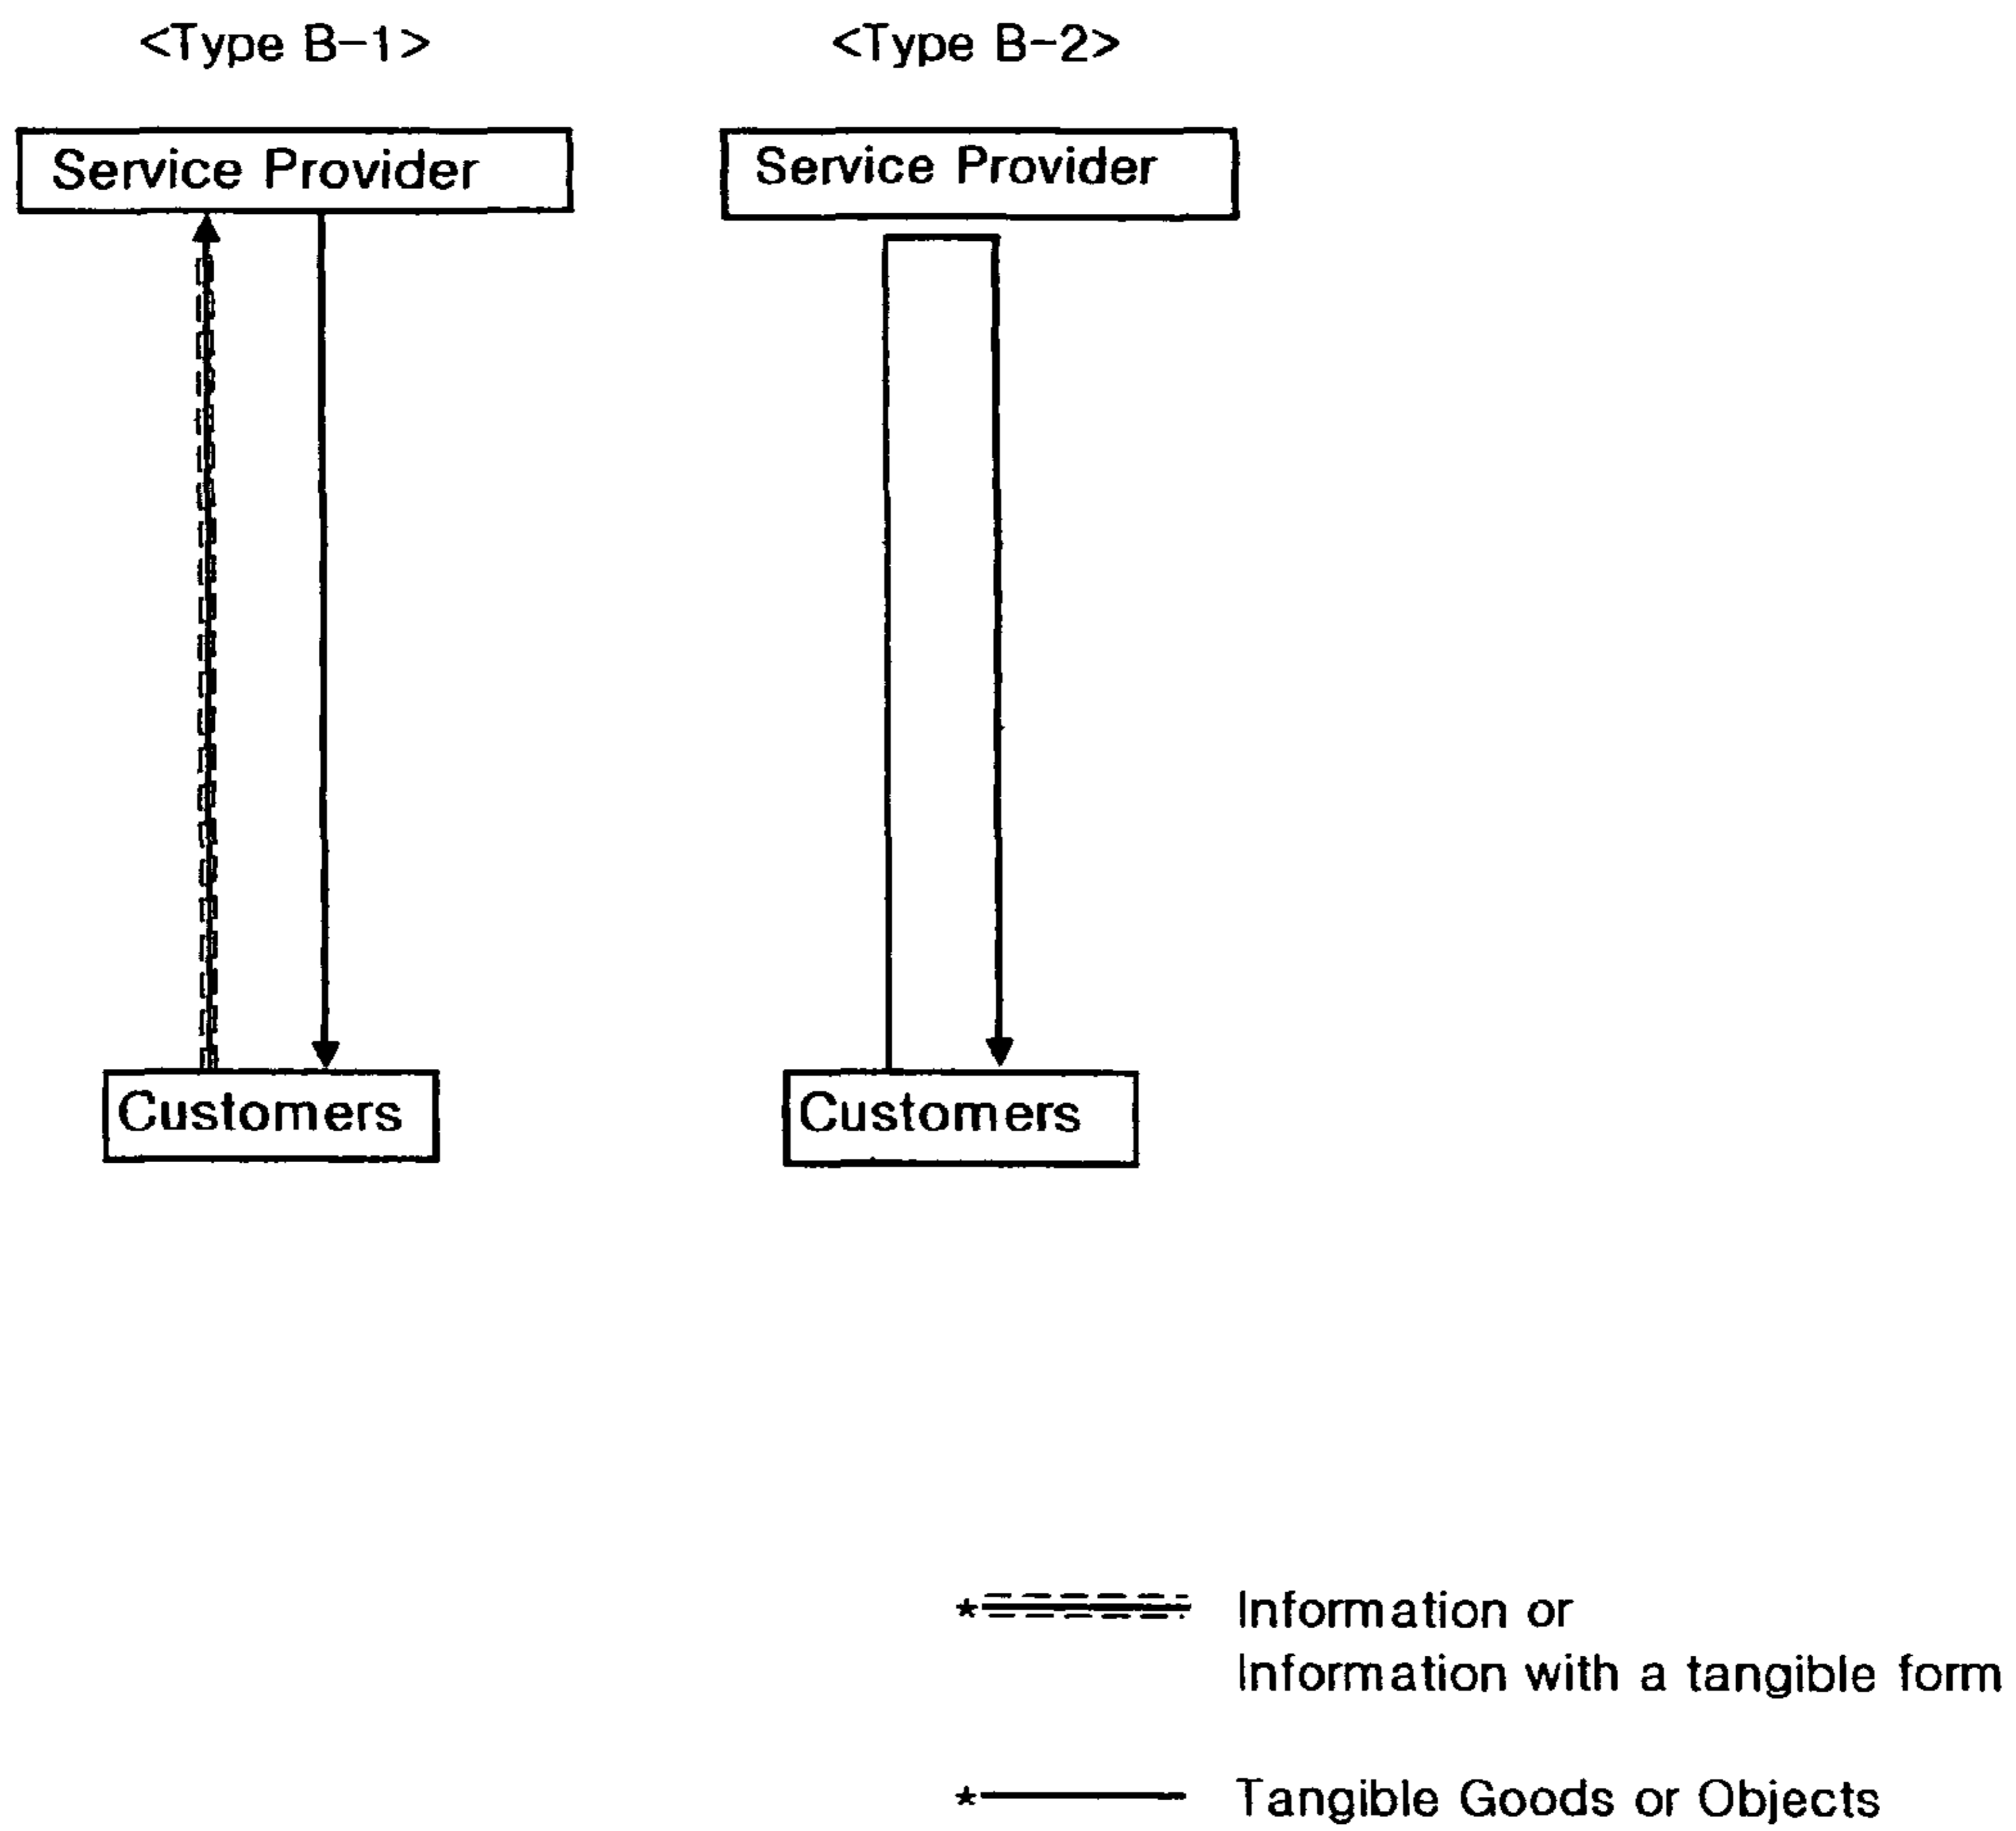 <Type B-1>
<Type B-2>
Service Provider
Service Provider
Customers
Customers
* Information or
Information with a tangible form
* Tangible Goods or Objects